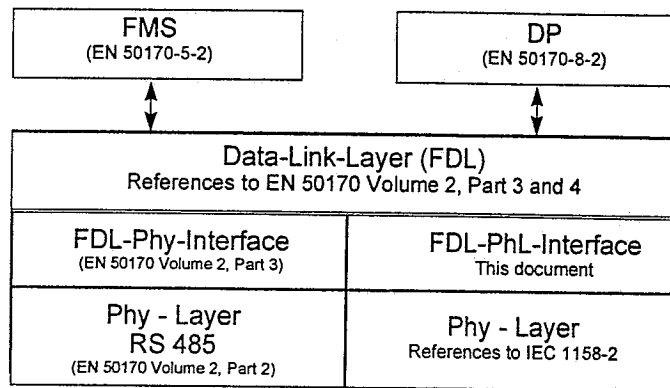 FMS
(EN 50170-5-2)
DP
(EN 50170-8-2)
Data-Link-Layer (FDL)
References to EN 50170 Volume 2, Part 3 and 4
FDL-Phy-Interface
(EN 50170 Volume 2, Part 3)
FDL-PhL-Interface
This document
Phy - Layer
RS 485
(EN 50170 Volume 2, Part 2)
Phy - Layer
References to IEC 1158-2